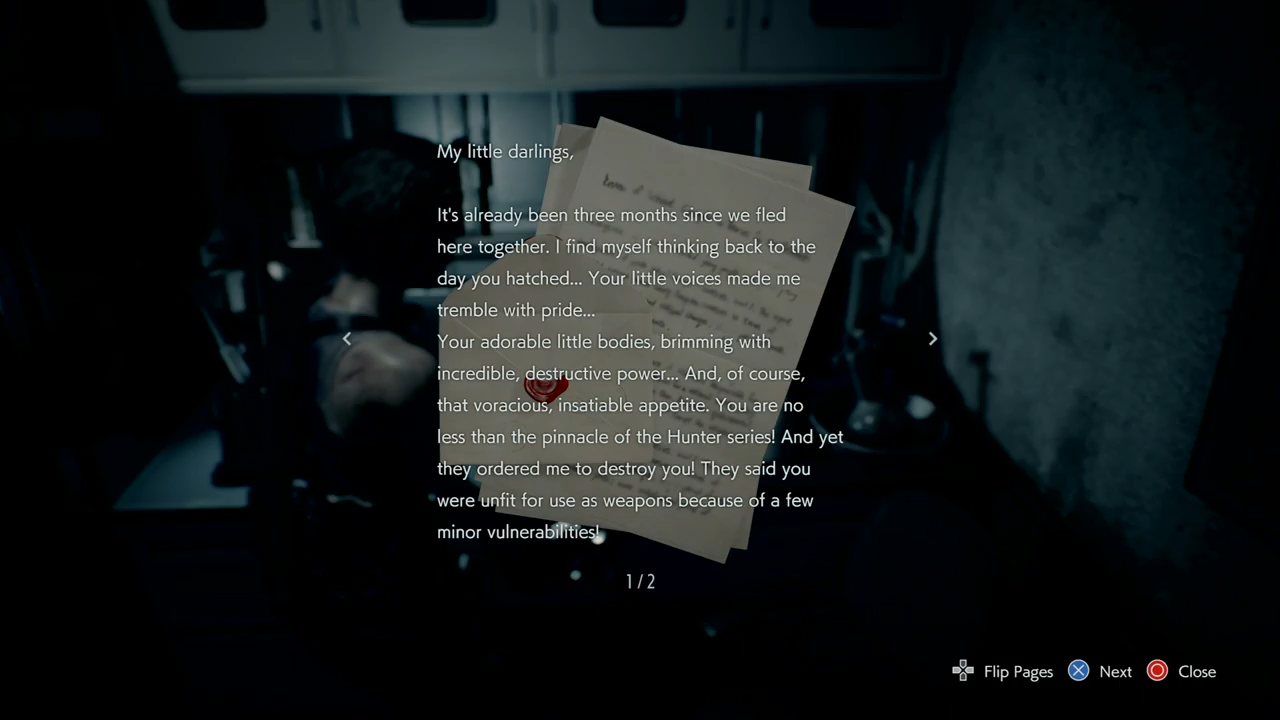 My little darlings,
It's already been three months since we fled
here together. I find myself thinking back to the
day you hatched... Your little voices made me
tremble with pride...
Your adorable little bodies, brimming with
incredible, destructive power... And, of course,
that voracious, insatiable appetite. You are no
less than the pinnacle of the Hunter series! And yet
they ordered me to destroy you! They said you
were unfit for use as weapons because of a few
minor vulnerabilities!
1 / 2
Flip Pages Next Close